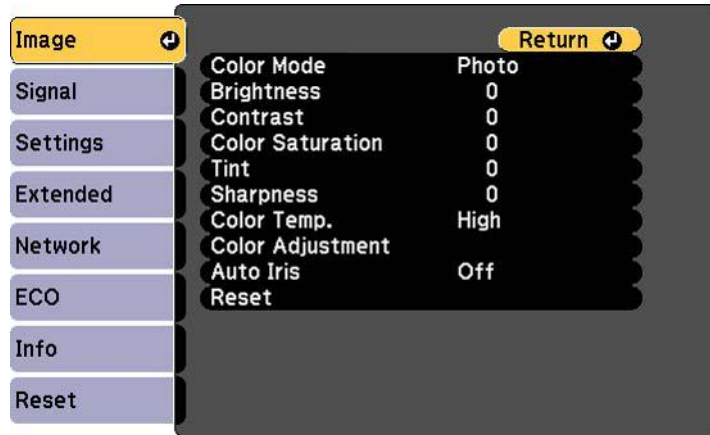 Image
Signal
Settings
Extended
Network
ECO
Info
Reset
Return
Color Mode Photo
Brightness 0
Contrast 0
Color Saturation 0
Tint 0
Sharpness 0
Color Temp. High
Color Adjustment
Auto Iris Off
Reset